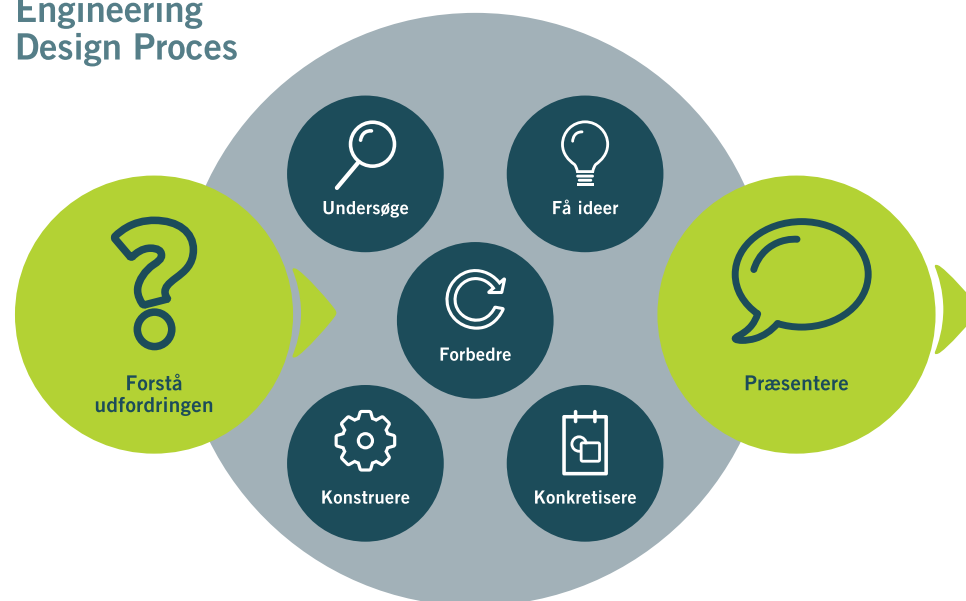 Engineering
Design Proces
Undersøge
Få ideer
Forstå
udfordringen
Forbedre
Præsentere
Konstruere
Konkretisere